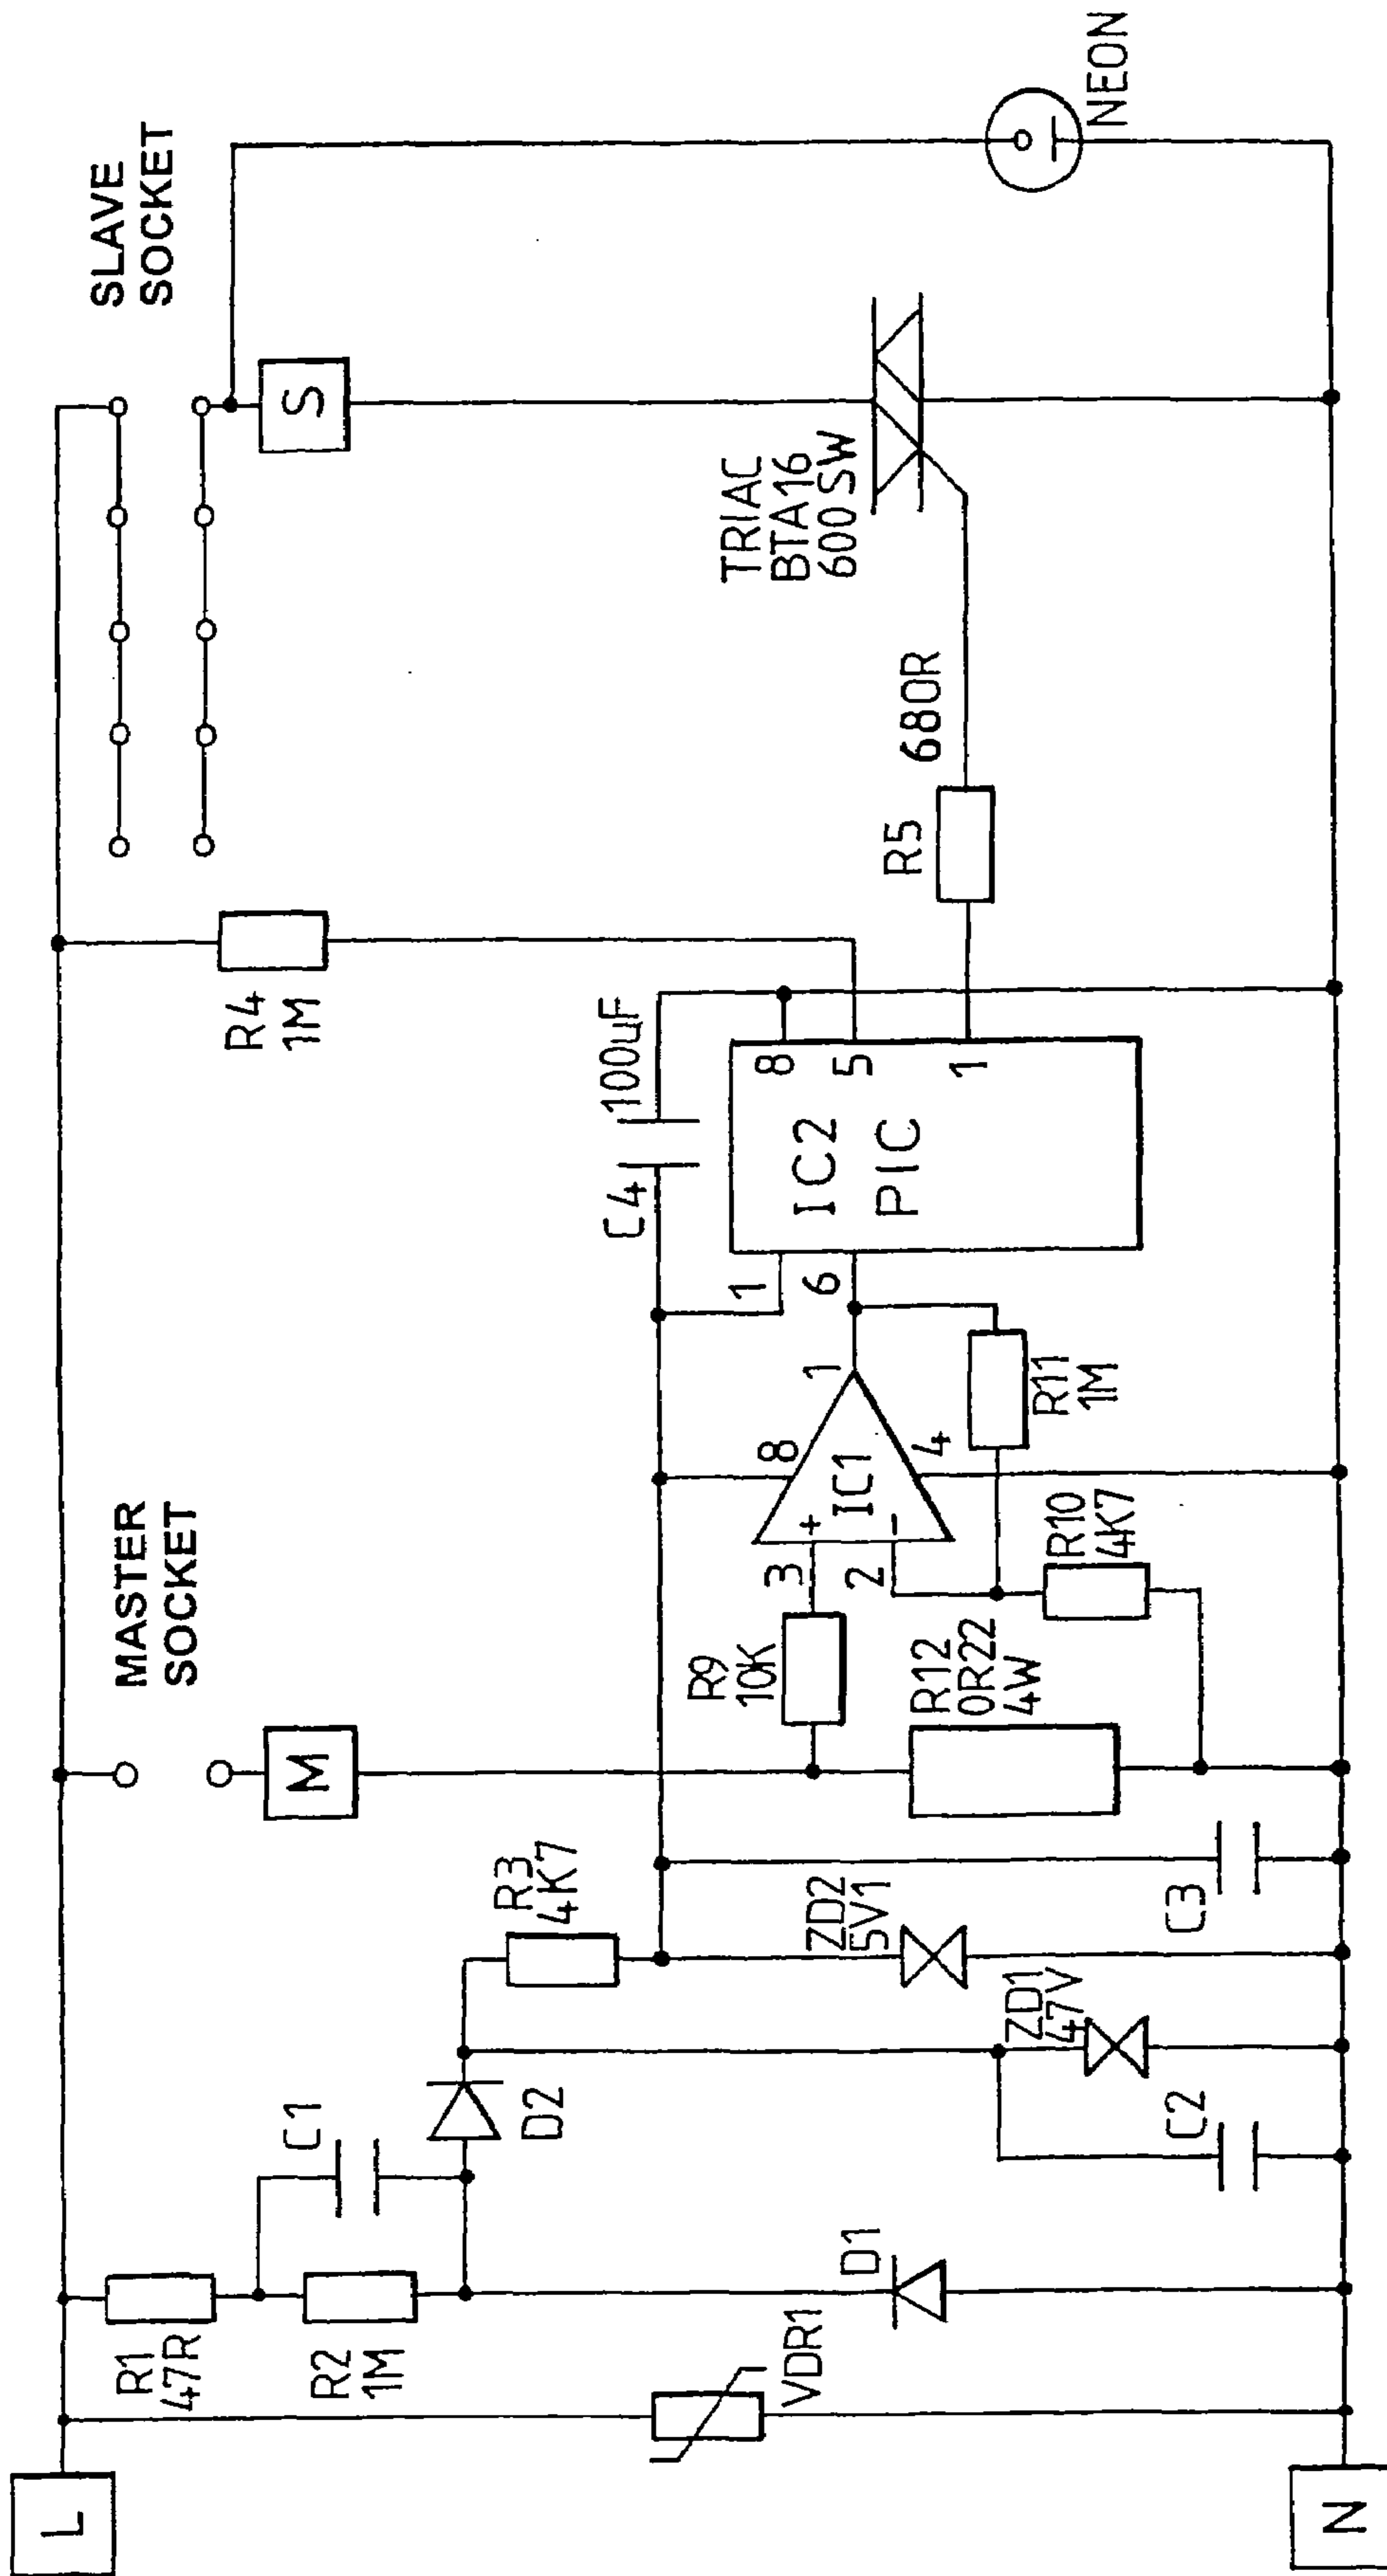 L
N
R1
47R
R2
1M
VDR1
D1
C1
D2
C2
ZD1
47V
R3
4K7
ZD2
5V1
C3
MASTER
SOCKET
M
R9
10K
R12
0R22
4W
3
2
+
−
IC1
8
4
1
R10
4K7
R11
1M
C4
100uF
1
6
IC2
PIC
8
5
1
R4
1M
R5
680R
TRIAC
BTA16
600SW
SLAVE
SOCKET
S
NEON